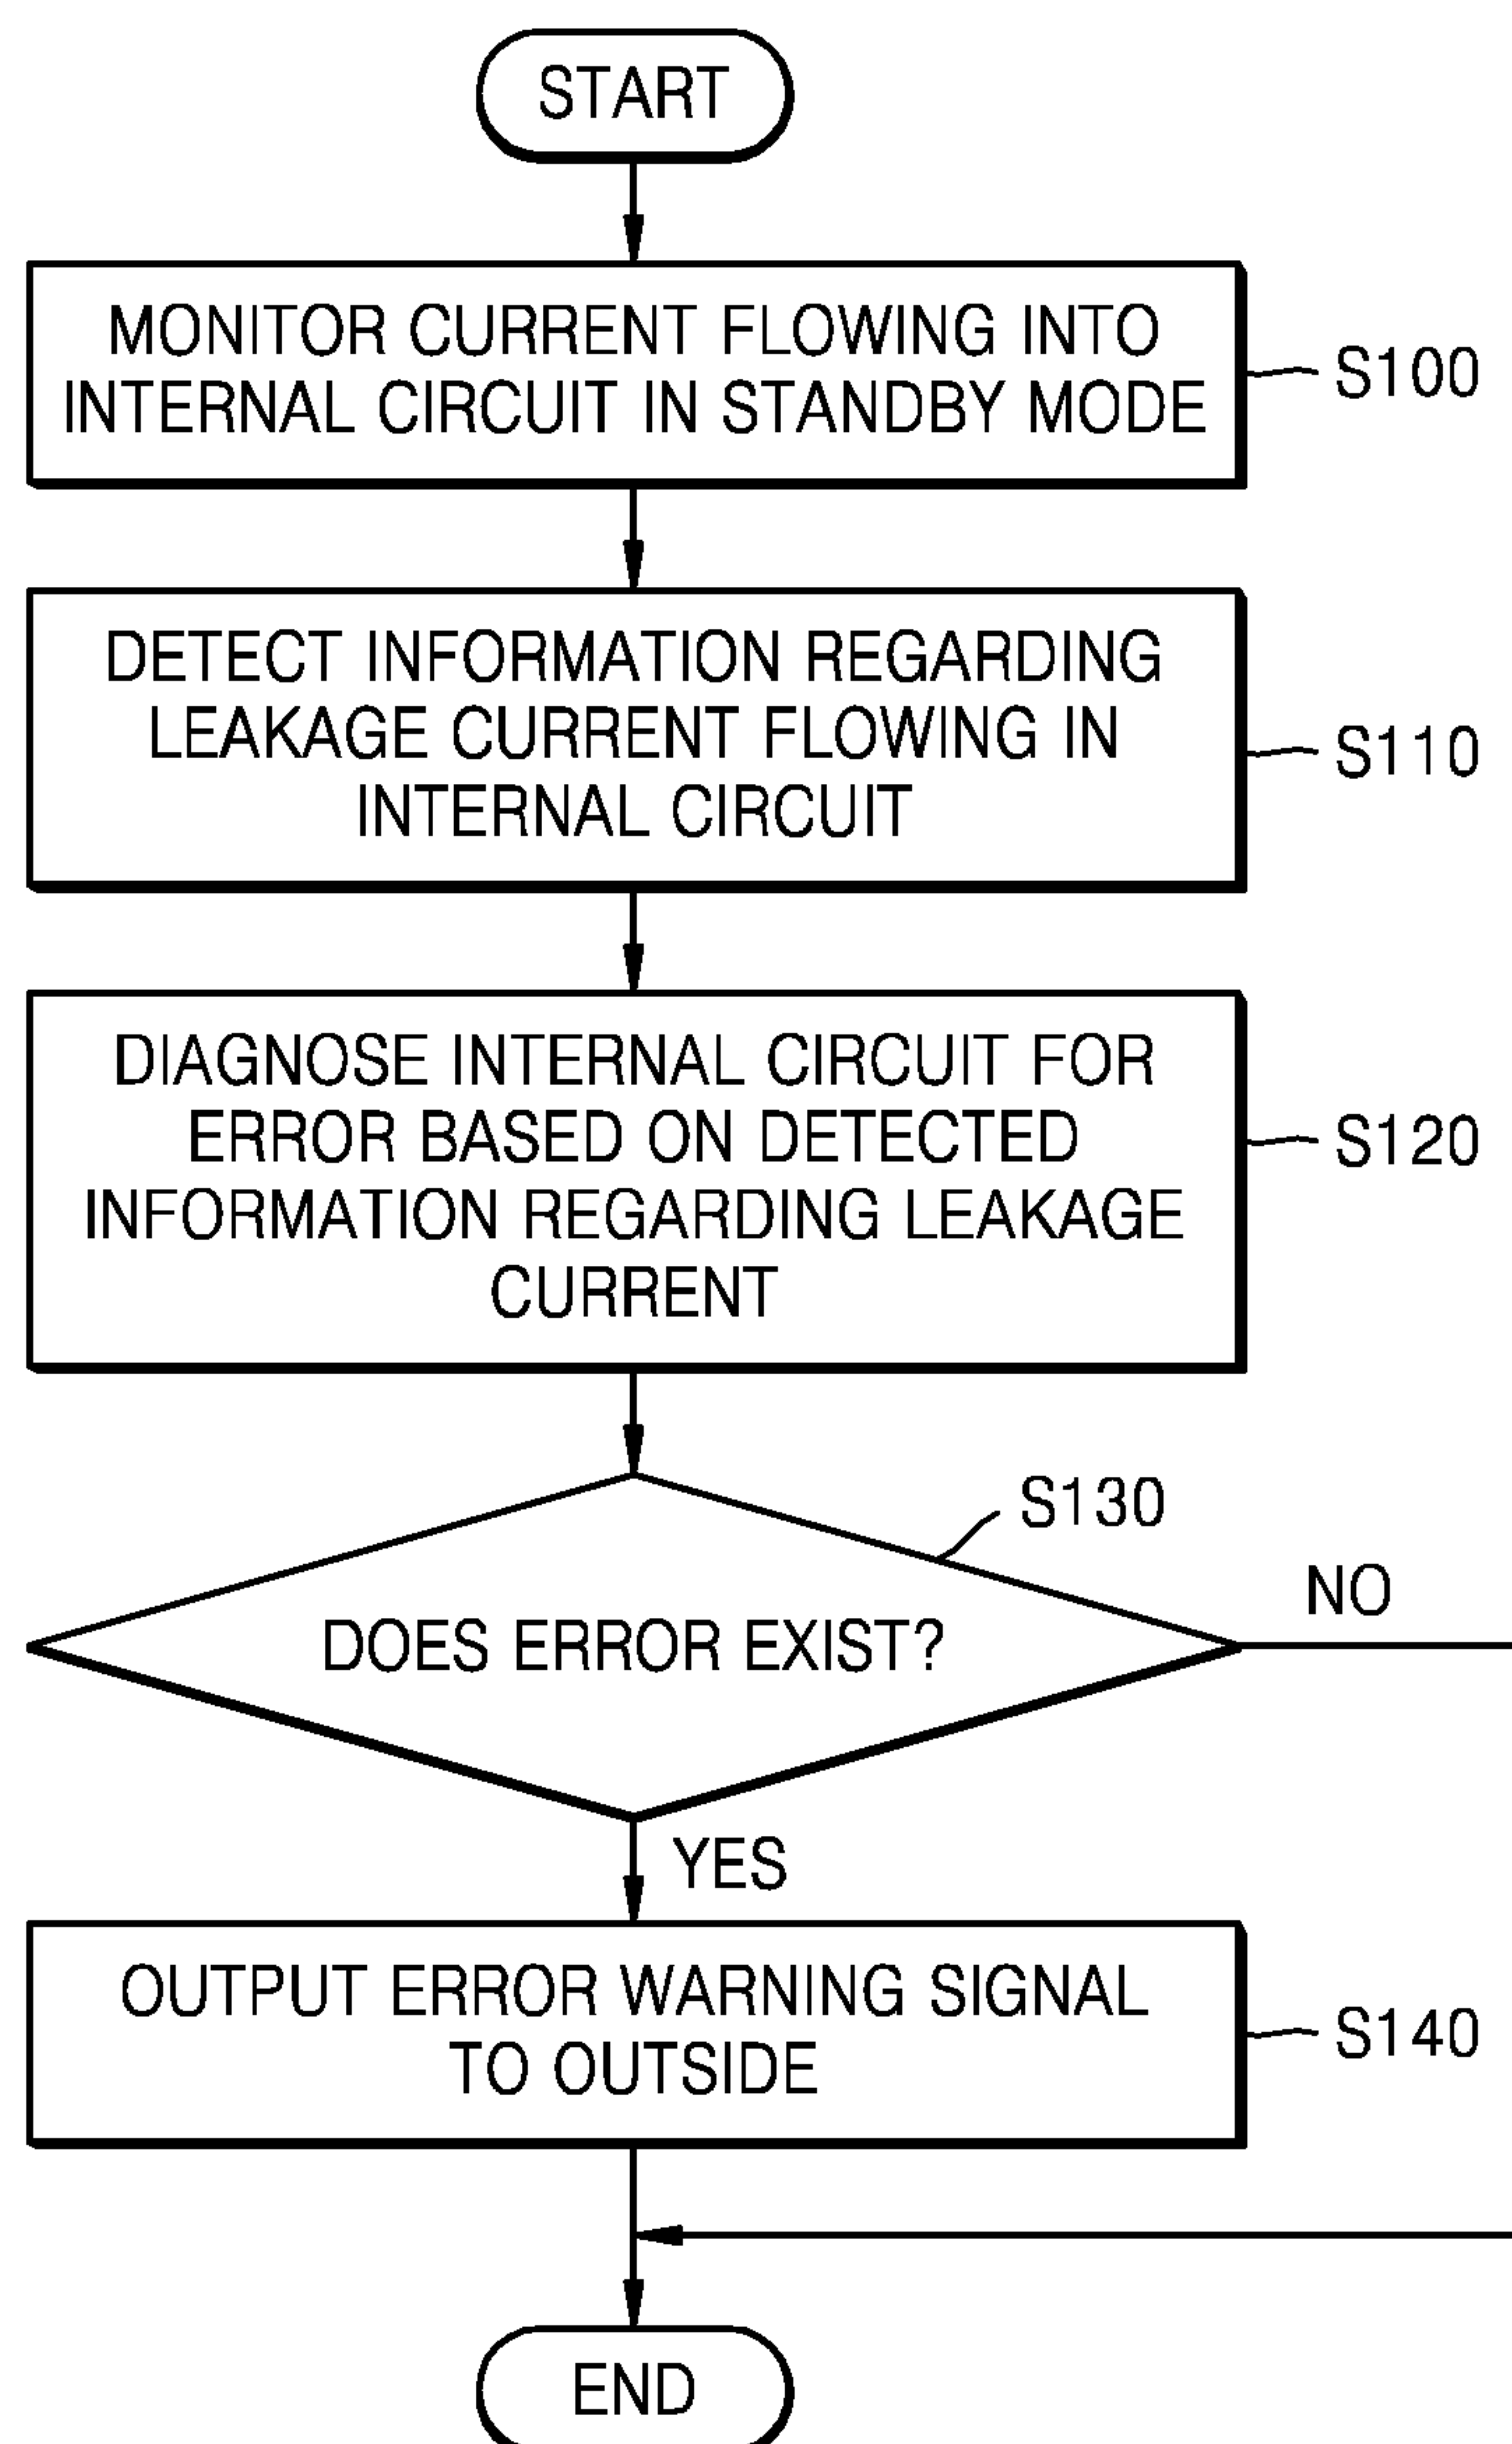 START
MONITOR CURRENT FLOWING INTO
INTERNAL CIRCUIT IN STANDBY MODE
S100
DETECT INFORMATION REGARDING
LEAKAGE CURRENT FLOWING IN
INTERNAL CIRCUIT
S110
DIAGNOSE INTERNAL CIRCUIT FOR
ERROR BASED ON DETECTED
INFORMATION REGARDING LEAKAGE
CURRENT
S120
S130
DOES ERROR EXIST?
NO
YES
OUTPUT ERROR WARNING SIGNAL
TO OUTSIDE
S140
END